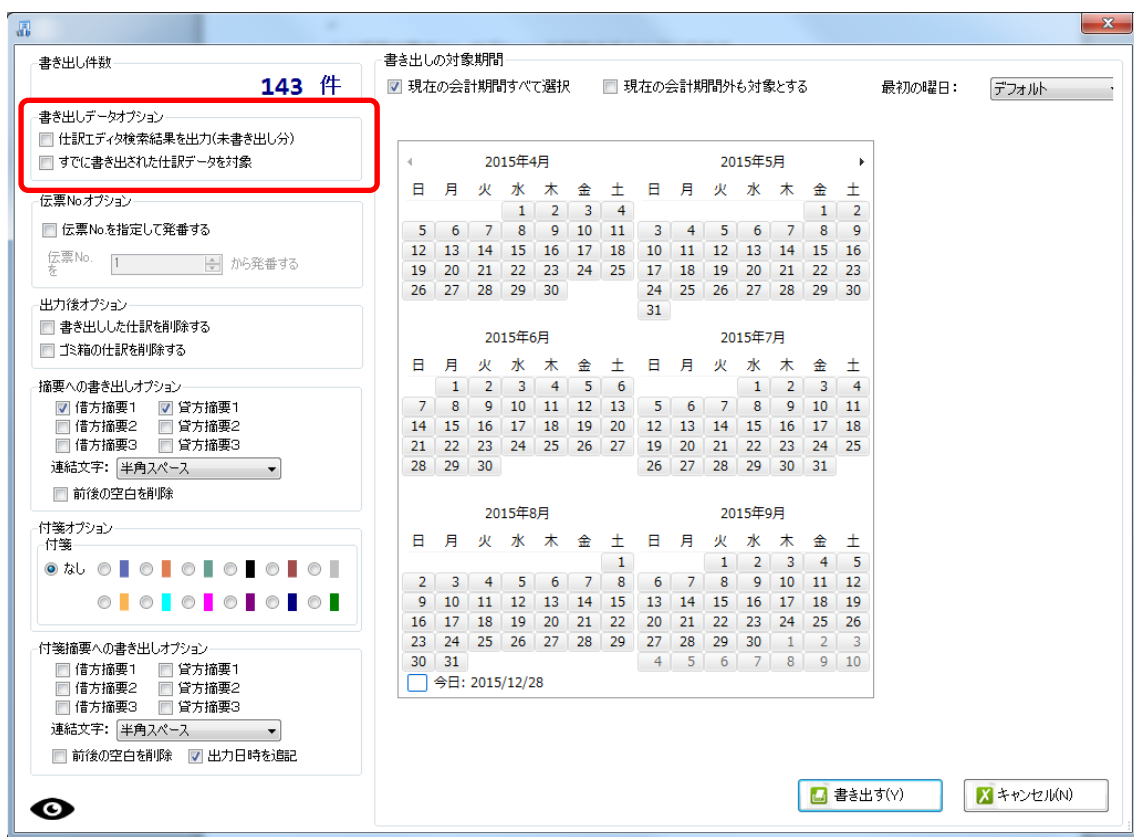 書き出し件数
143 件
書き出しデータオプション
仕訳エディタ検索結果を出力(未書き出し分)
すでに書き出された仕訳データを対象
伝票Noオプション
伝票No.を指定して発番する
伝票No.を 1 から発番する
出力後オプション
書き出しした仕訳を削除する
ゴミ箱の仕訳を削除する
摘要への書き出しオプション
借方摘要1 貸方摘要1
借方摘要2 貸方摘要2
借方摘要3 貸方摘要3
連結文字: 半角スペース
前後の空白を削除
付箋オプション
付箋
なし
付箋摘要への書き出しオプション
借方摘要1 貸方摘要1
借方摘要2 貸方摘要2
借方摘要3 貸方摘要3
連結文字: 半角スペース
前後の空白を削除 出力日時を追記
書き出しの対象期間
現在の会計期間すべて選択 現在の会計期間外も対象とする 最初の曜日: デフォルト
2015年4月 2015年5月
日 月 火 水 木 金 土 日 月 火 水 木 金 土
1 2 3 4 1 2
5 6 7 8 9 10 11 3 4 5 6 7 8 9
12 13 14 15 16 17 18 10 11 12 13 14 15 16
19 20 21 22 23 24 25 17 18 19 20 21 22 23
26 27 28 29 30 24 25 26 27 28 29 30
31
2015年6月 2015年7月
日 月 火 水 木 金 土 日 月 火 水 木 金 土
1 2 3 4 5 6 1 2 3 4
7 8 9 10 11 12 13 5 6 7 8 9 10 11
14 15 16 17 18 19 20 12 13 14 15 16 17 18
21 22 23 24 25 26 27 19 20 21 22 23 24 25
28 29 30 26 27 28 29 30 31
2015年8月 2015年9月
日 月 火 水 木 金 土 日 月 火 水 木 金 土
1 1 2 3 4 5
2 3 4 5 6 7 8 6 7 8 9 10 11 12
9 10 11 12 13 14 15 13 14 15 16 17 18 19
16 17 18 19 20 21 22 20 21 22 23 24 25 26
23 24 25 26 27 28 29 27 28 29 30 1 2 3
30 31 4 5 6 7 8 9 10
今日: 2015/12/28
書き出す(Y) キャンセル(N)